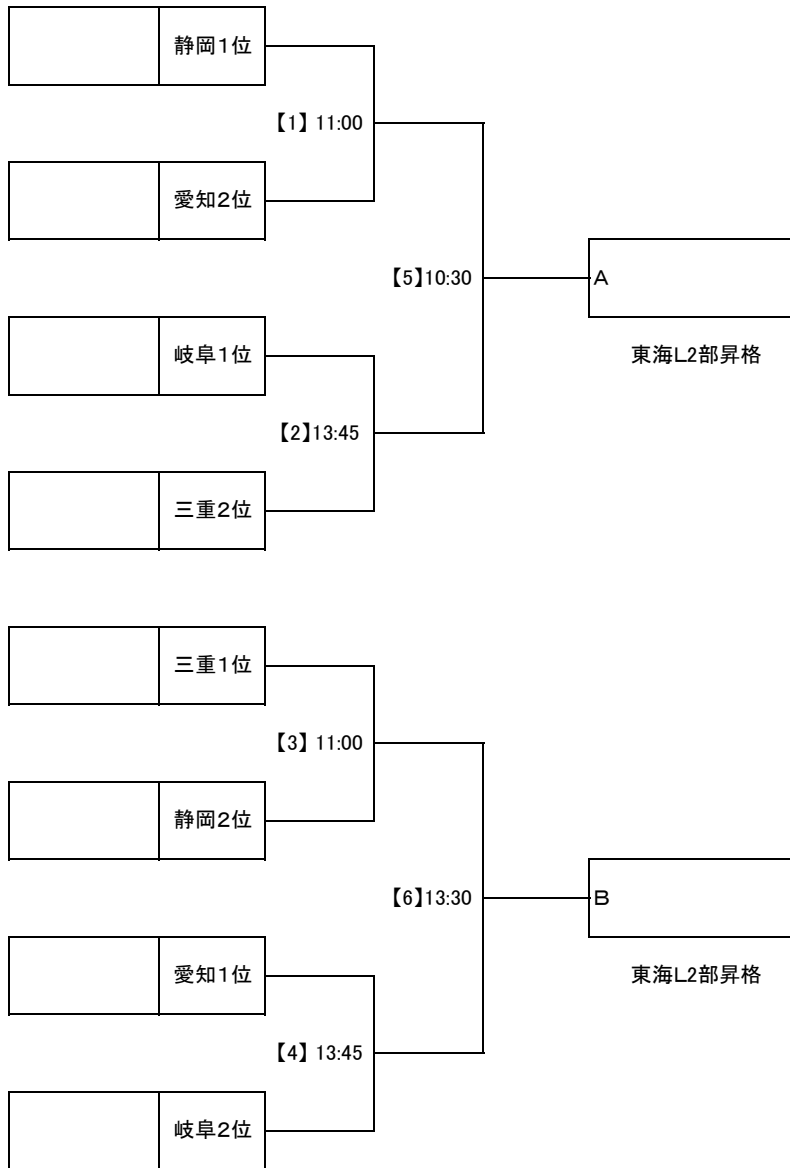 静岡１位
【1】 11:00
愛知２位
【5】10:30
A
岐阜１位
東海L2部昇格
【2】13:45
三重２位
三重１位
【3】 11:00
静岡２位
【6】13:30
B
愛知１位
東海L2部昇格
【4】 13:45
岐阜２位